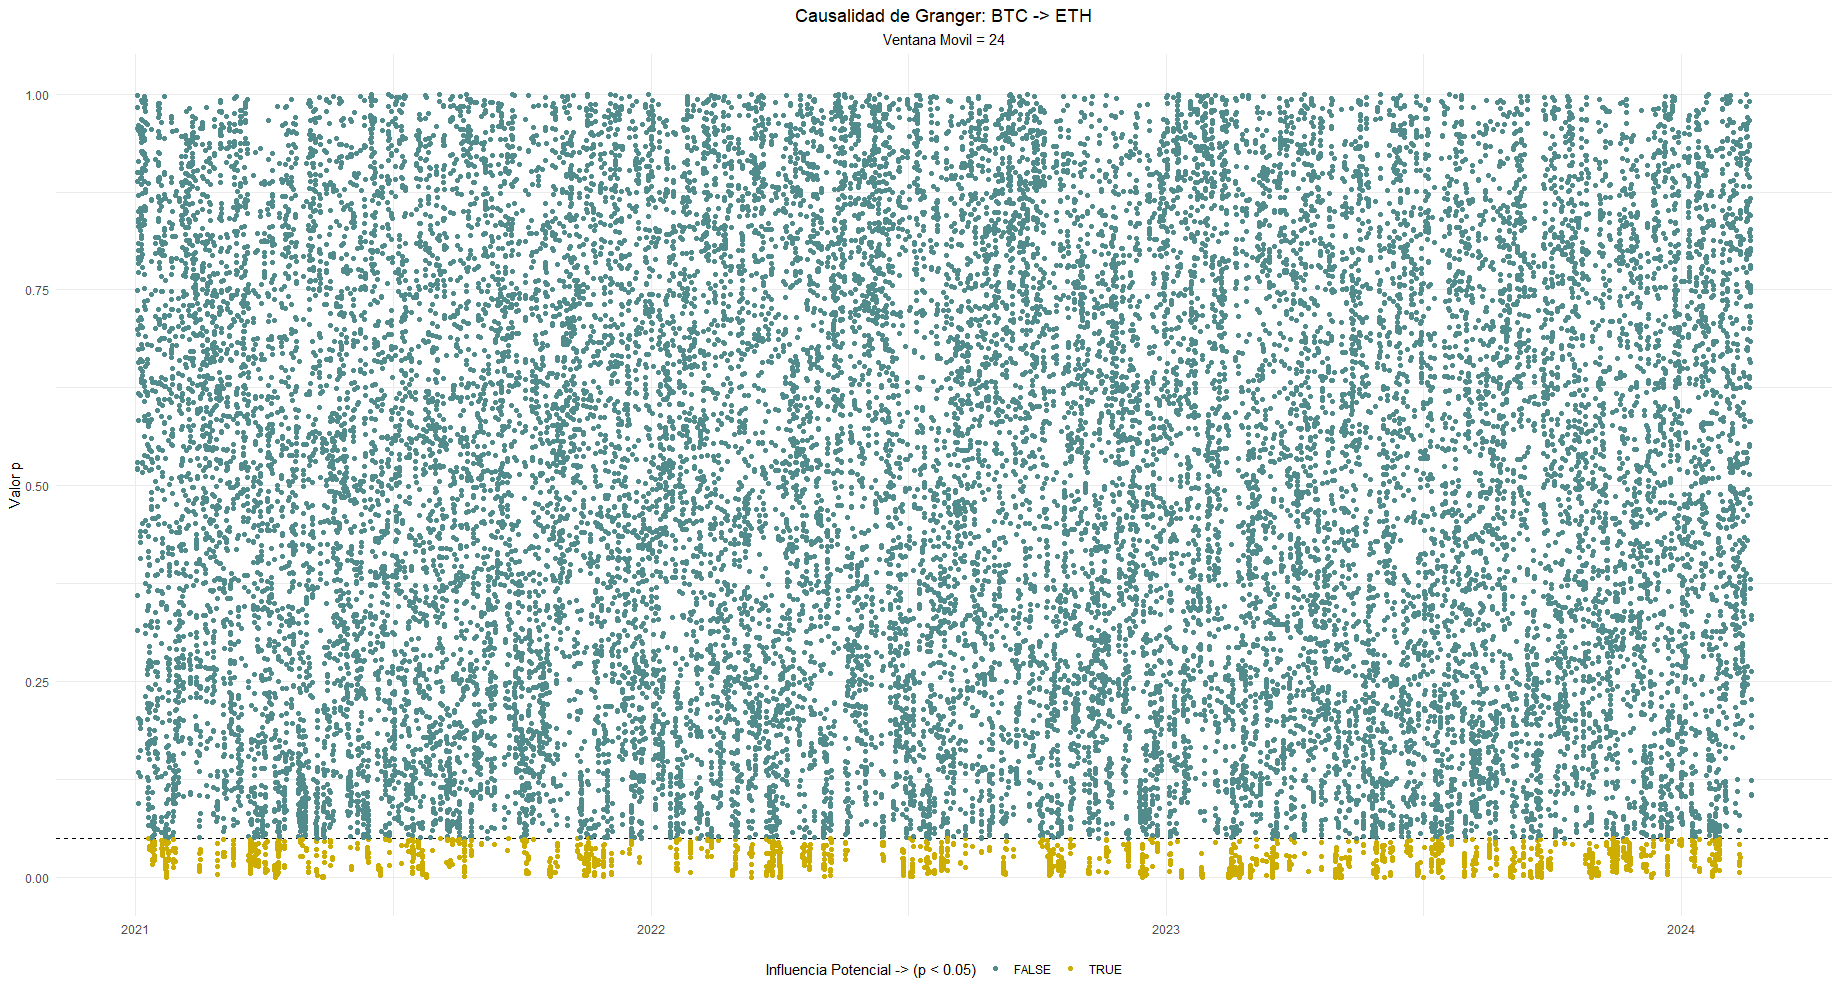 Causalidad de Granger: BTC -> ETH
Ventana Movil = 24
1.00
0.75
Valor p
0.50
0.25
0.00
2021 2022 2023 2024
Influencia Potencial -> (p < 0.05) FALSE TRUE